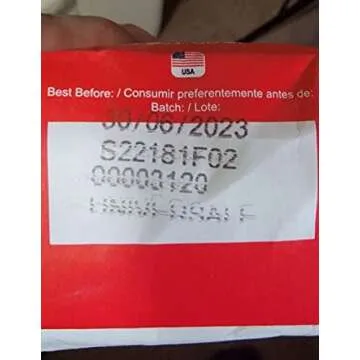 USA
Best Before: / Consumir preferentemente antes de:
Batch: / Lote:
30/06/2023
S22181F02
00003120